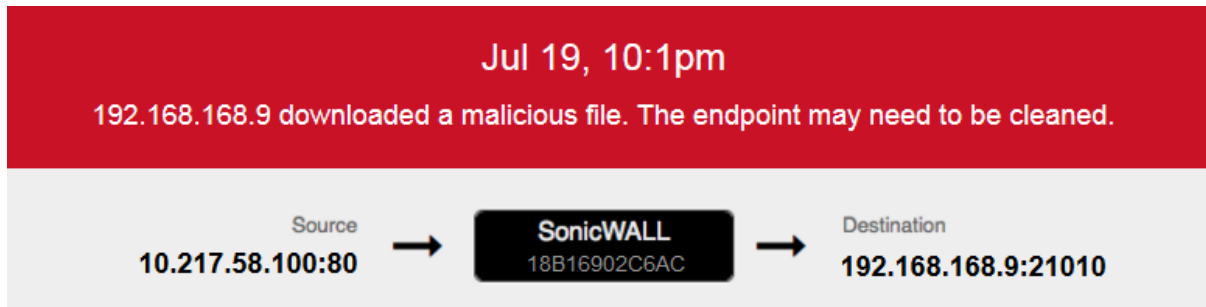 Jul 19, 10:1pm
192.168.168.9 downloaded a malicious file. The endpoint may need to be cleaned.
Source
10.217.58.100:80
SonicWALL
18B16902C6AC
Destination
192.168.168.9:21010